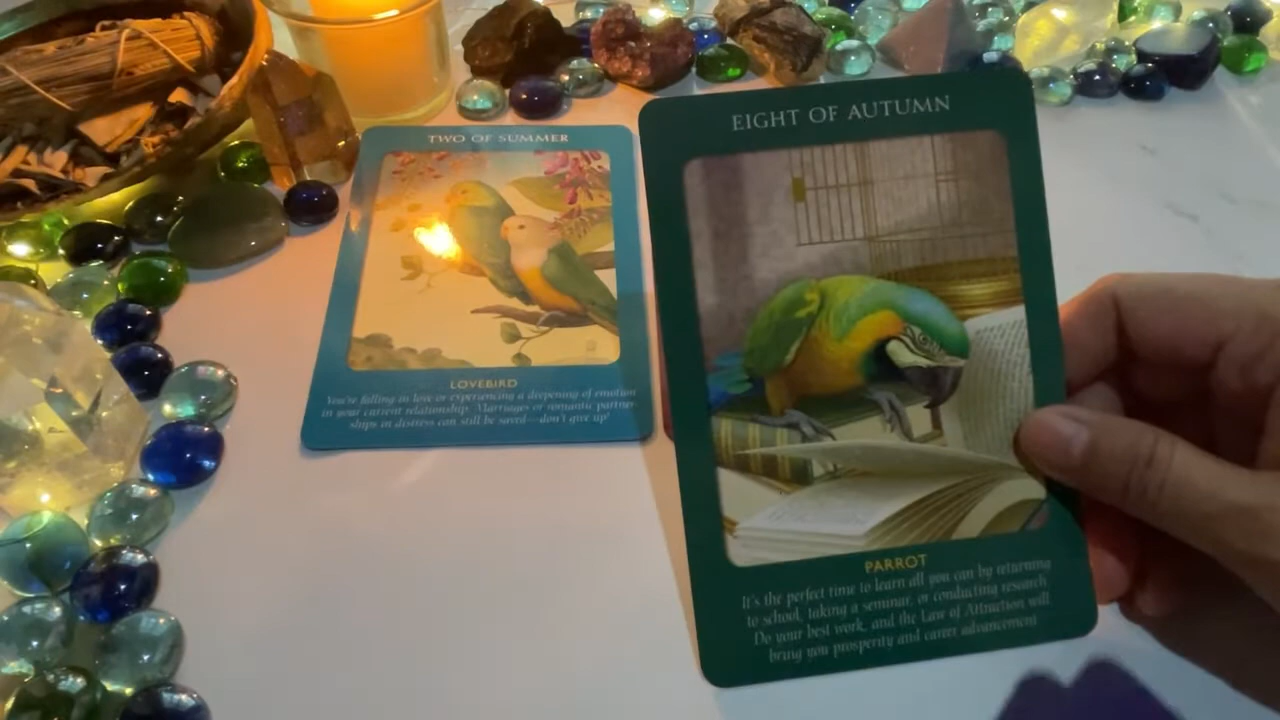 TWO OF SUMMER
LOVEBIRD
You're falling in love or experiencing a deepening of emotion
in your current relationship. Marriages or romantic partner-
ships in distress can still be saved—don't give up!
EIGHT OF AUTUMN
PARROT
It's the perfect time to learn all you can by returning
to school, taking a seminar, or conducting research.
Do your best work, and the Law of Attraction will
bring you prosperity and career advancement.